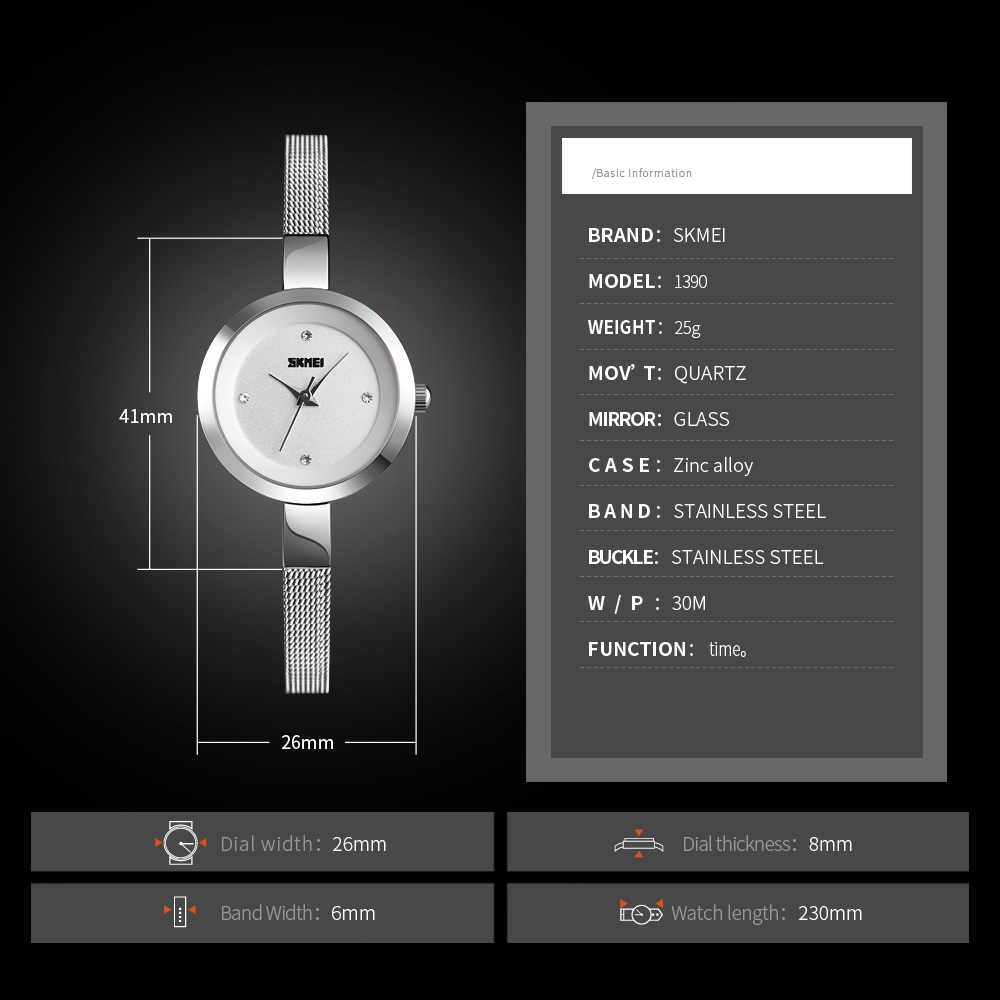 SKMEI
41mm
26mm
/Basic Information
BRAND： SKMEI
MODEL： 1390
WEIGHT： 25g
MOV’ T： QUARTZ
MIRROR： GLASS
CASE： Zinc alloy
BAND： STAINLESS STEEL
BUCKLE： STAINLESS STEEL
W / P ： 30M
FUNCTION： time。
Dial width： 26mm
Dial thickness： 8mm
Band Width： 6mm
Watch length： 230mm